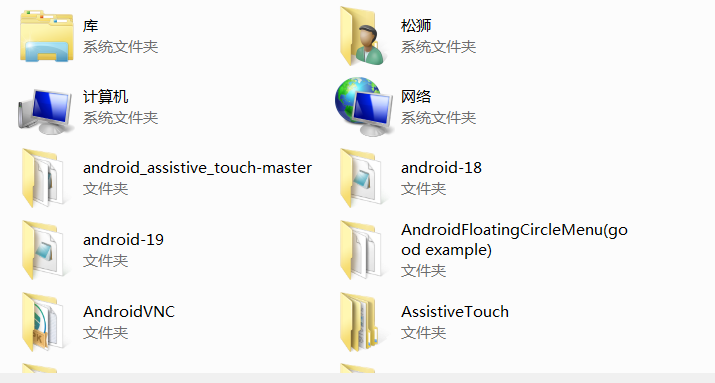 库
系统文件夹
松狮
系统文件夹
计算机
系统文件夹
网络
系统文件夹
android_assistive_touch-master
文件夹
android-18
文件夹
android-19
文件夹
AndroidFloatingCircleMenu(go
od example)
文件夹
AndroidVNC
文件夹
AssistiveTouch
文件夹